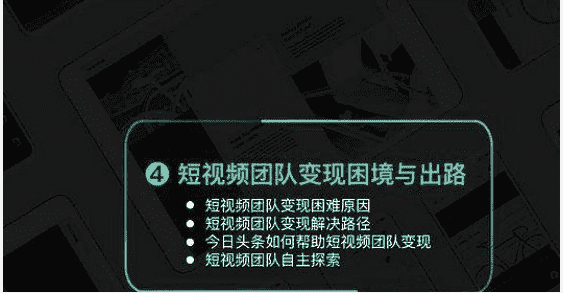 ④ 短视频团队变现困境与出路
● 短视频团队变现困难原因
● 短视频团队变现解决路径
● 今日头条如何帮助短视频团队变现
● 短视频团队自主探索